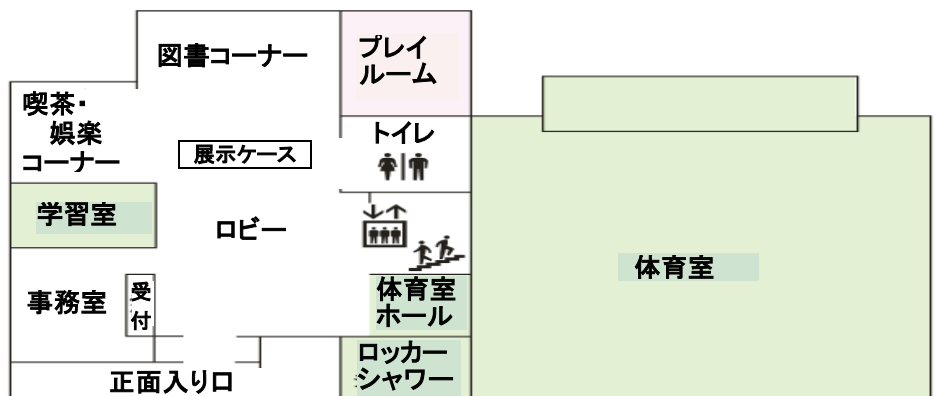 図書コーナー
プレイ
ルーム
喫茶・
娯楽
コーナー
展示ケース
トイレ
学習室
ロビー
体育室
事務室
受
付
体育室
ホール
ロッカー
シャワー
正面入り口